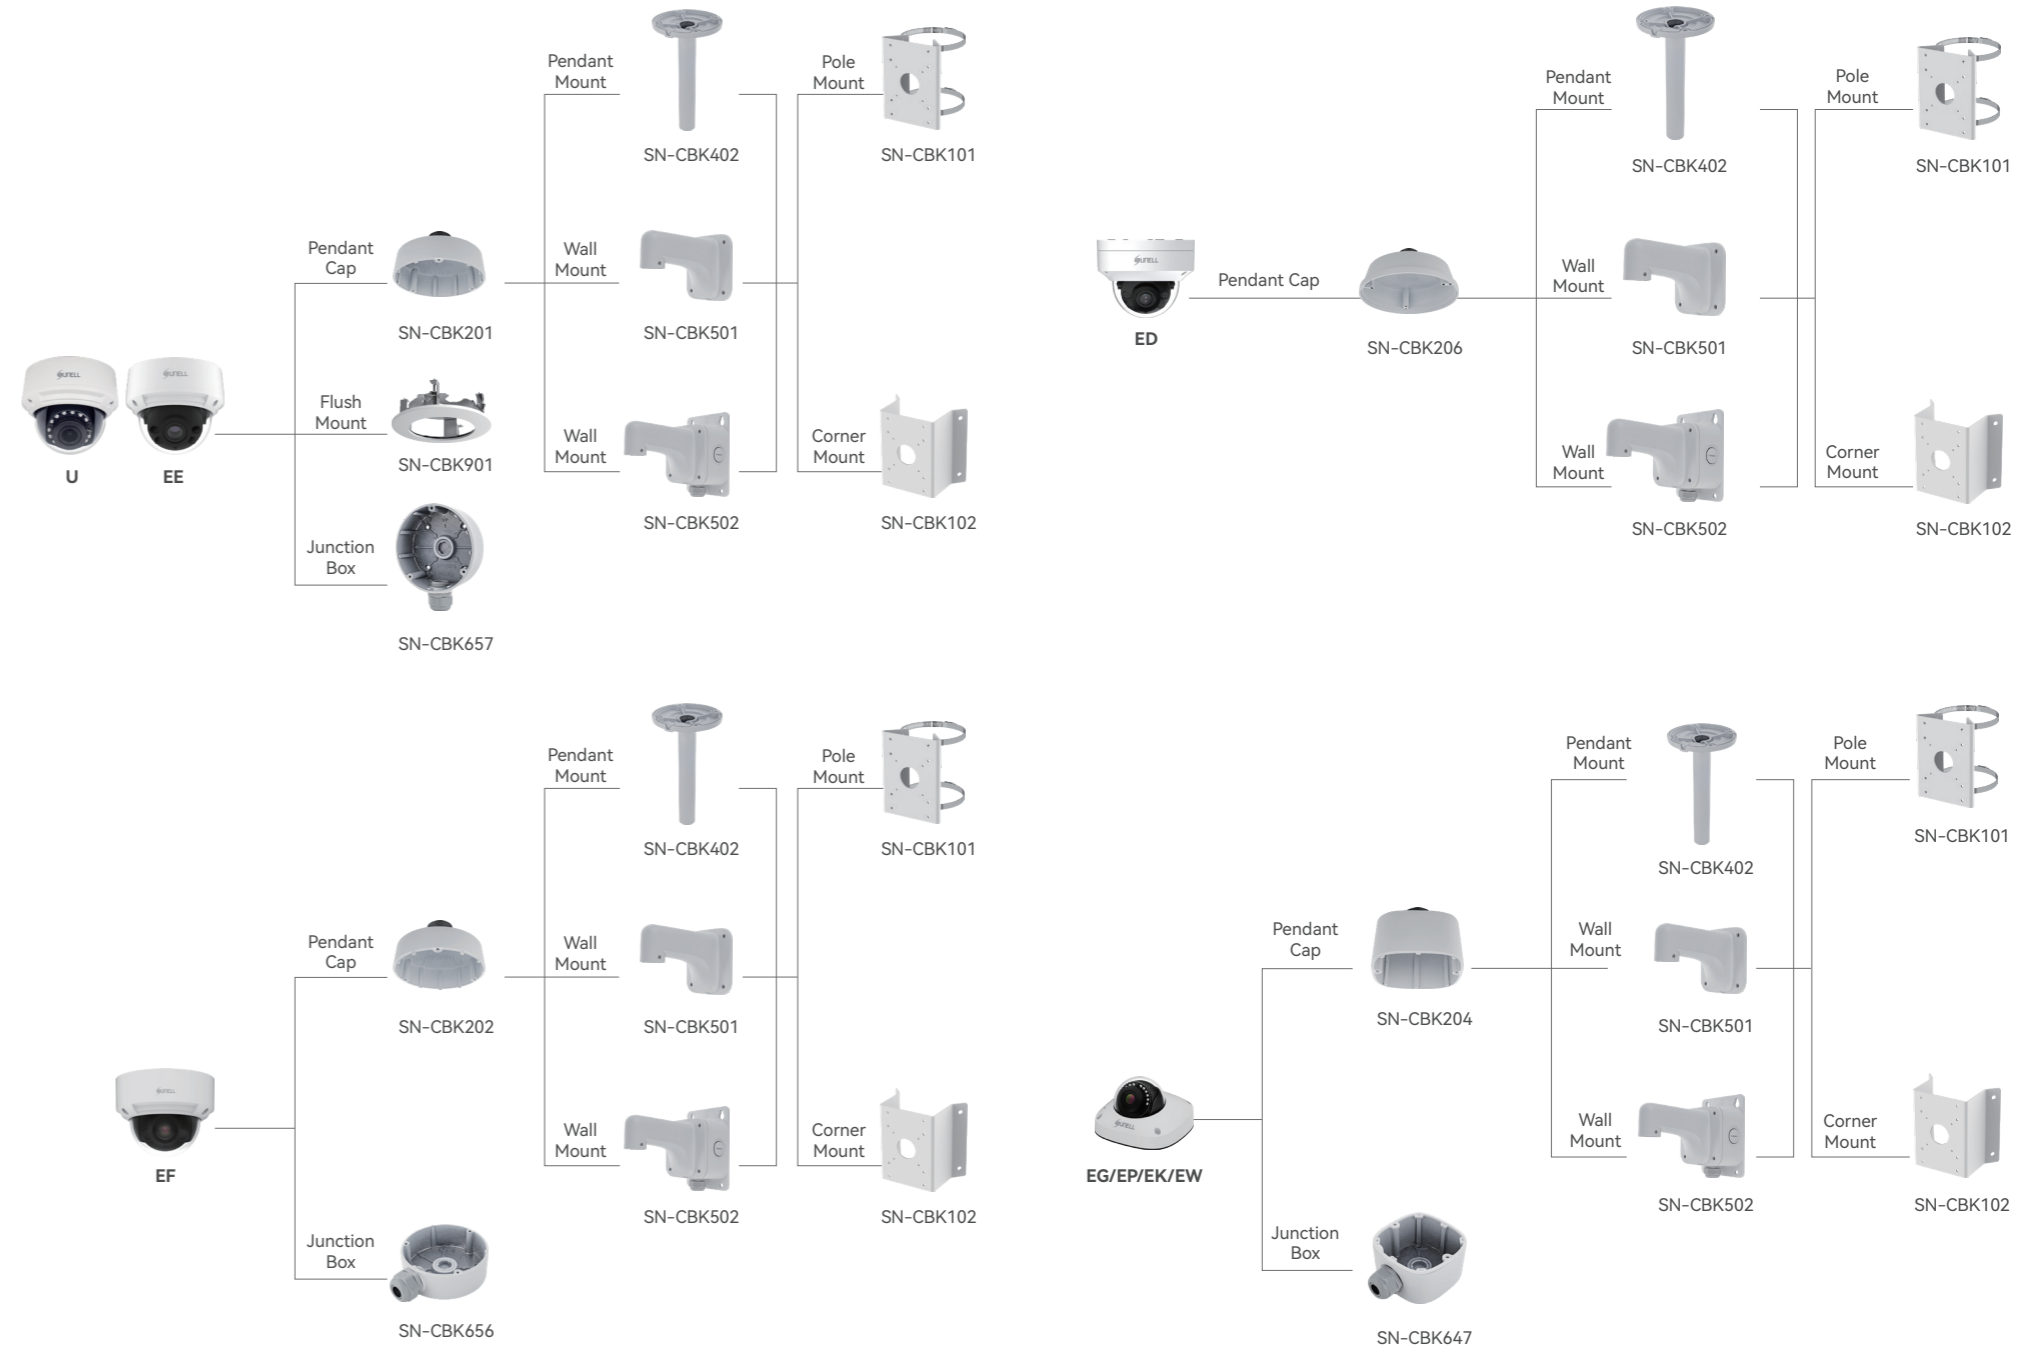 Pendant
Mount
SN-CBK402
Pole
Mount
SN-CBK101
Pendant
Cap
SN-CBK201
Wall
Mount
SN-CBK501
SUNELL
U
SUNELL
EE
Flush
Mount
SN-CBK901
Wall
Mount
SN-CBK502
Corner
Mount
SN-CBK102
Junction
Box
SN-CBK657
Pendant
Mount
SN-CBK402
Pole
Mount
SN-CBK101
SUNELL
ED
Pendant Cap
SN-CBK206
Wall
Mount
SN-CBK501
Wall
Mount
SN-CBK502
Corner
Mount
SN-CBK102
Pendant
Mount
SN-CBK402
Pole
Mount
SN-CBK101
Pendant
Cap
SN-CBK202
Wall
Mount
SN-CBK501
SUNELL
EF
Wall
Mount
SN-CBK502
Corner
Mount
SN-CBK102
Junction
Box
SN-CBK656
Pendant
Mount
SN-CBK402
Pole
Mount
SN-CBK101
Pendant
Cap
SN-CBK204
Wall
Mount
SN-CBK501
SUNELL
EG/EP/EK/EW
Wall
Mount
SN-CBK502
Corner
Mount
SN-CBK102
Junction
Box
SN-CBK647